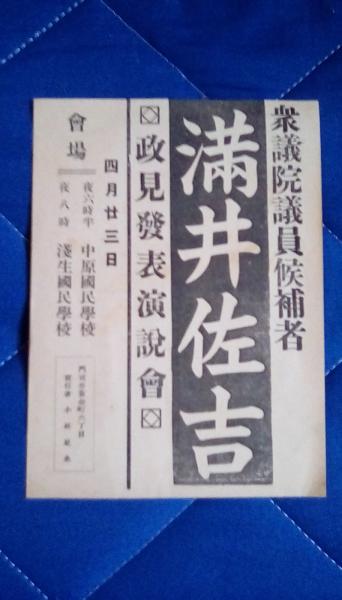 衆議院議員候補者
満井佐吉
政見發表演說會
四月廿三日
會場
夜六時半 中原國民學校
夜八時 淺生國民學校